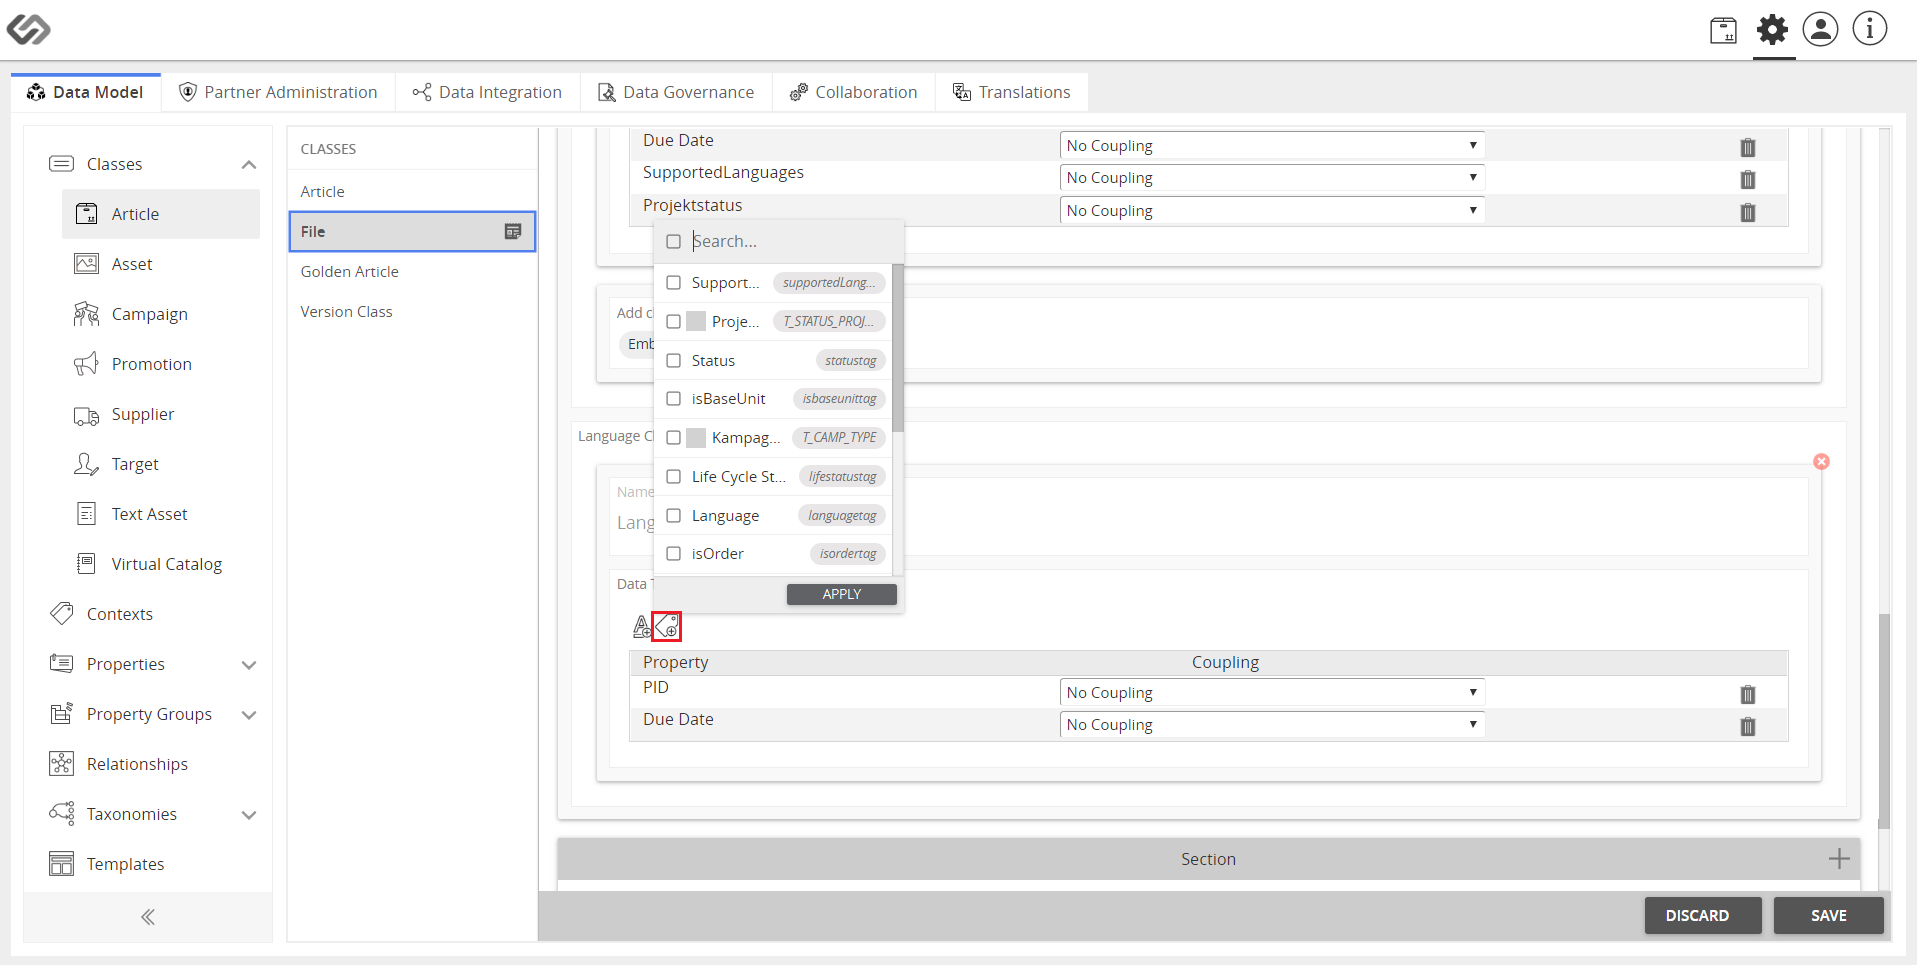 Data Model
Partner Administration
Data Integration
Data Governance
Collaboration
Translations
Classes
Article
Asset
Campaign
Promotion
Supplier
Target
Text Asset
Virtual Catalog
Contexts
Properties
Property Groups
Relationships
Taxonomies
Templates
CLASSES
Article
File
Golden Article
Version Class
Due Date No Coupling
SupportedLanguages No Coupling
Projektstatus No Coupling
Search...
Support... supportedLang...
Proje... T_STATUS_PROJ...
Status statustag
isBaseUnit isbaseunittag
Kampag... T_CAMP_TYPE
Life Cycle St... lifestatustag
Language languagetag
isOrder isordertag
APPLY
Add c
Emb
Language C
Name
Lang
Data T
Property Coupling
PID No Coupling
Due Date No Coupling
Section
DISCARD SAVE